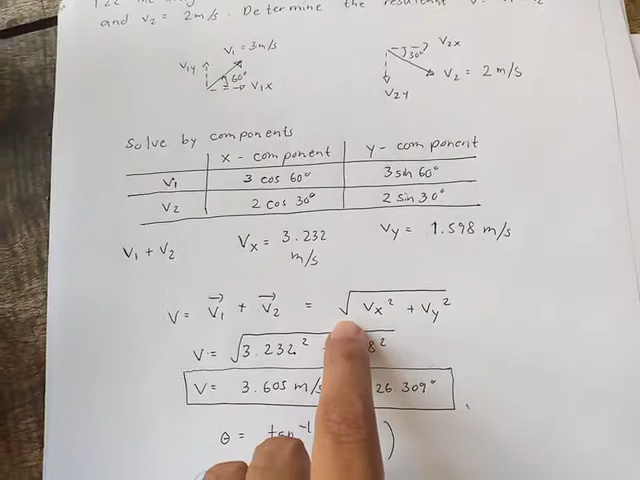 and V2 = 2m/s. Determine the resultant
V1 = 3m/s
V1y
60°
V1x
30°
V2x
V2 = 2 m/s
V2y
Solve by components
x - component y - component
V1 3 cos 60° 3 sin 60°
V2 2 cos 30° 2 sin 30°
V1 + V2 Vx = 3.232 m/s Vy = 1.598 m/s
V = V1 + V2 = √Vx² + Vy²
V = √3.232² 8²
V = 3.605 m/s 26.309°
θ = tan⁻¹ )